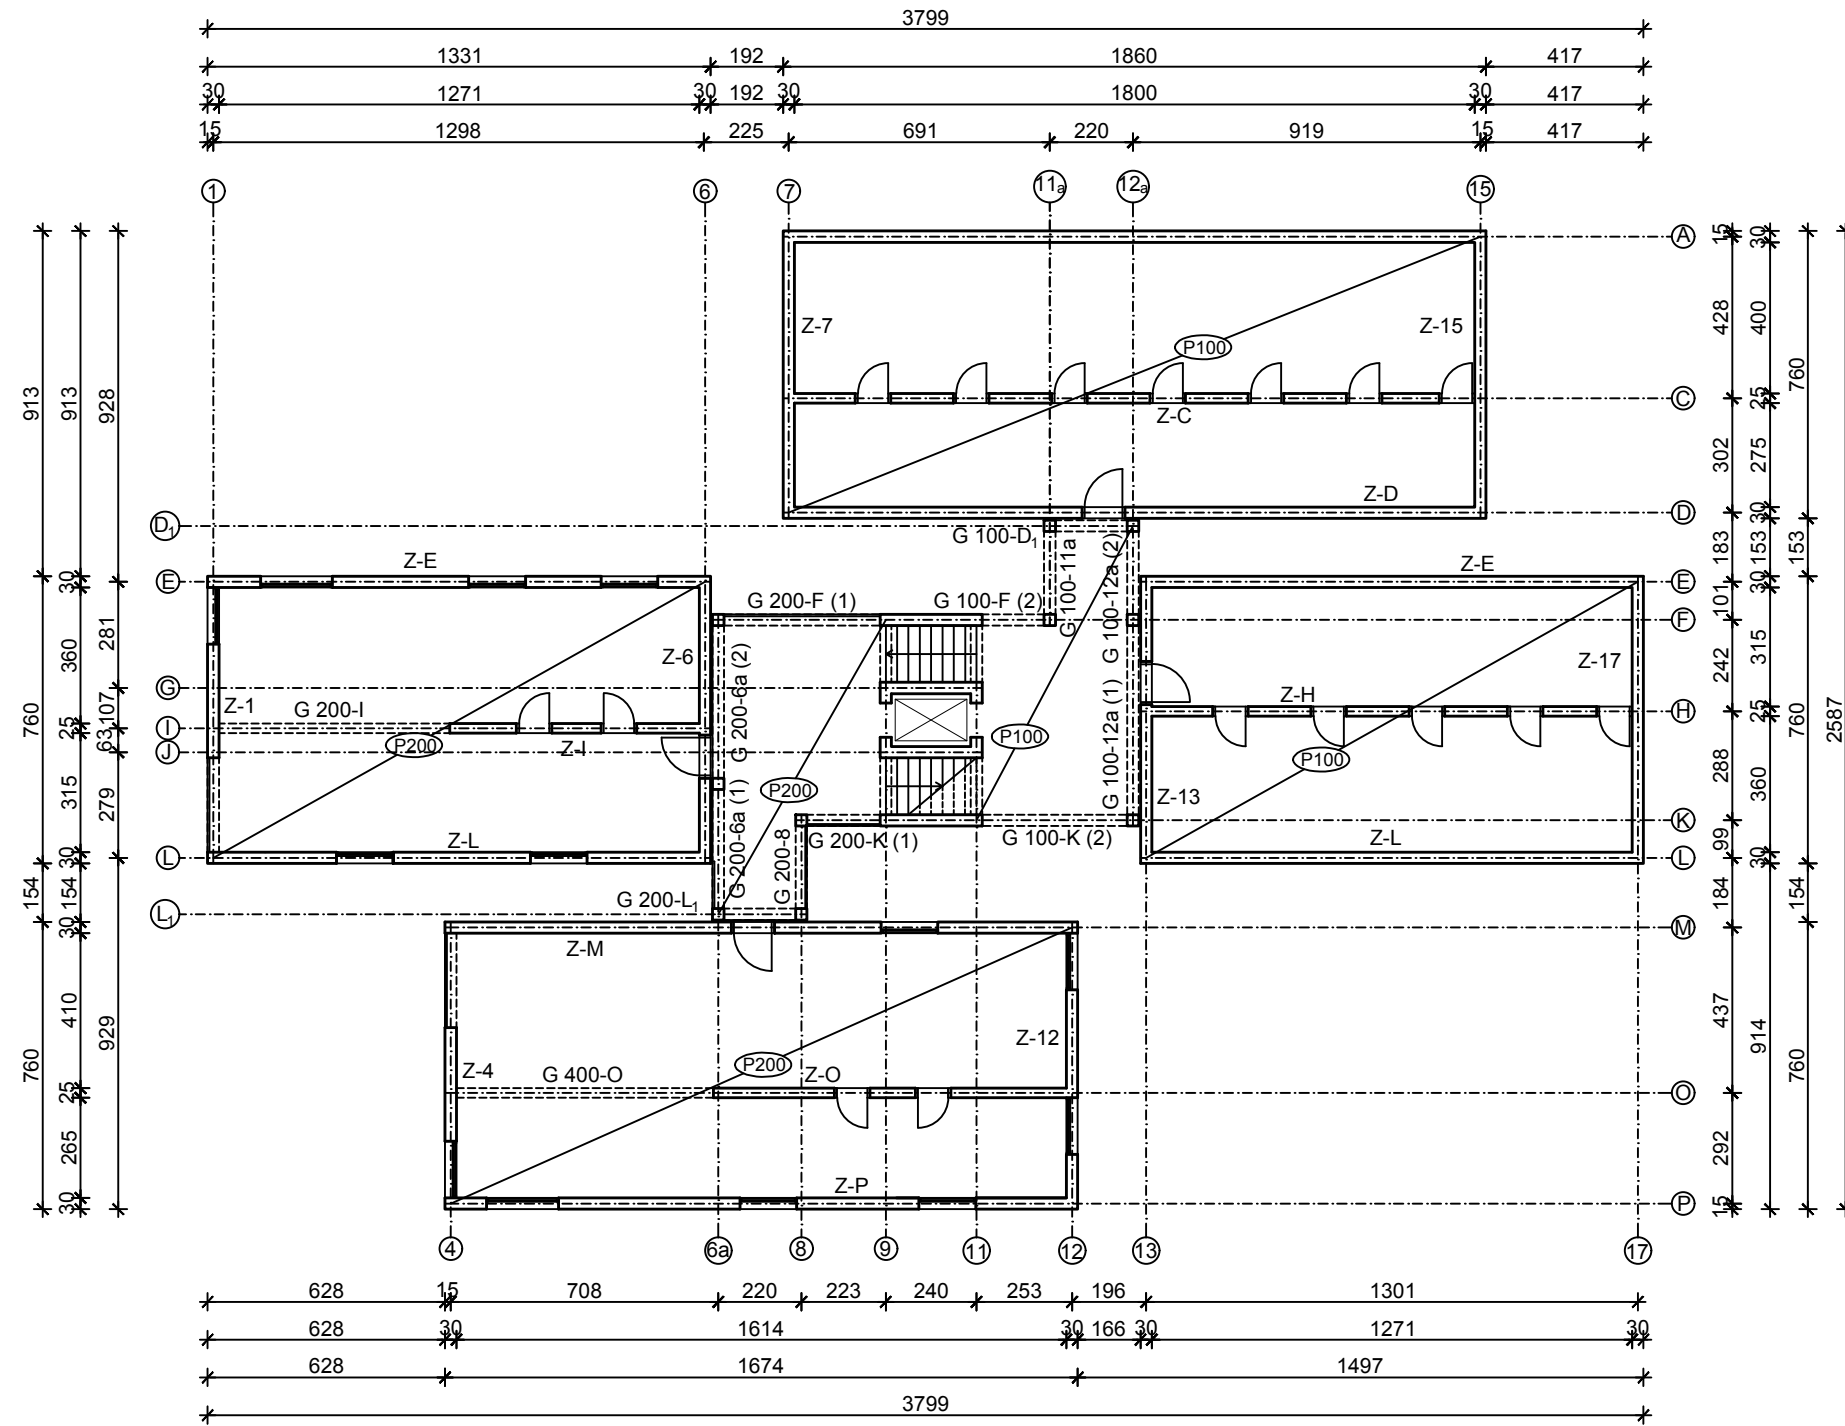 3799
1331 192 1860 417
30 1271 30 192 30 1800 30 417
15 1298 225 691 220 919 15 417
1 6 7 11a 12a 15
A
15 30
428 400
Z-7 Z-15
P100
913 913 928 760
C
25
Z-C
302 275
Z-D
D
30
D₁
G 100-D₁
183 153 153
Z-E Z-E
E E
30 30
G 100-11a
G 100-12a (2)
G 200-F (1) G 100-F (2)
F
101
281 360
Z-6 Z-17
242 315
G 200-6a (2)
G
Z-1 G 200-I
Z-H
H
107 25
I
760 25 760 2587
P200 Z-I
P100
P100
63
J
P200
G 100-12a (1)
Z-13
279 315
288 360
G 200-6a (1)
G 200-8
K
Z-L G 200-K (1) G 100-K (2) Z-L
99
L L
30 30
154 154 184 154
G 200-L₁
L₁
30
M
Z-M
410 929 437
Z-12
914
760 760
Z-4 G 400-O P200 Z-O
25
O
265 292
Z-P
P
30 15
4 6a 8 9 11 12 13 17
628 15 708 220 223 240 253 196 1301
628 30 1614 30 166 30 1271 30
628 1674 1497
3799